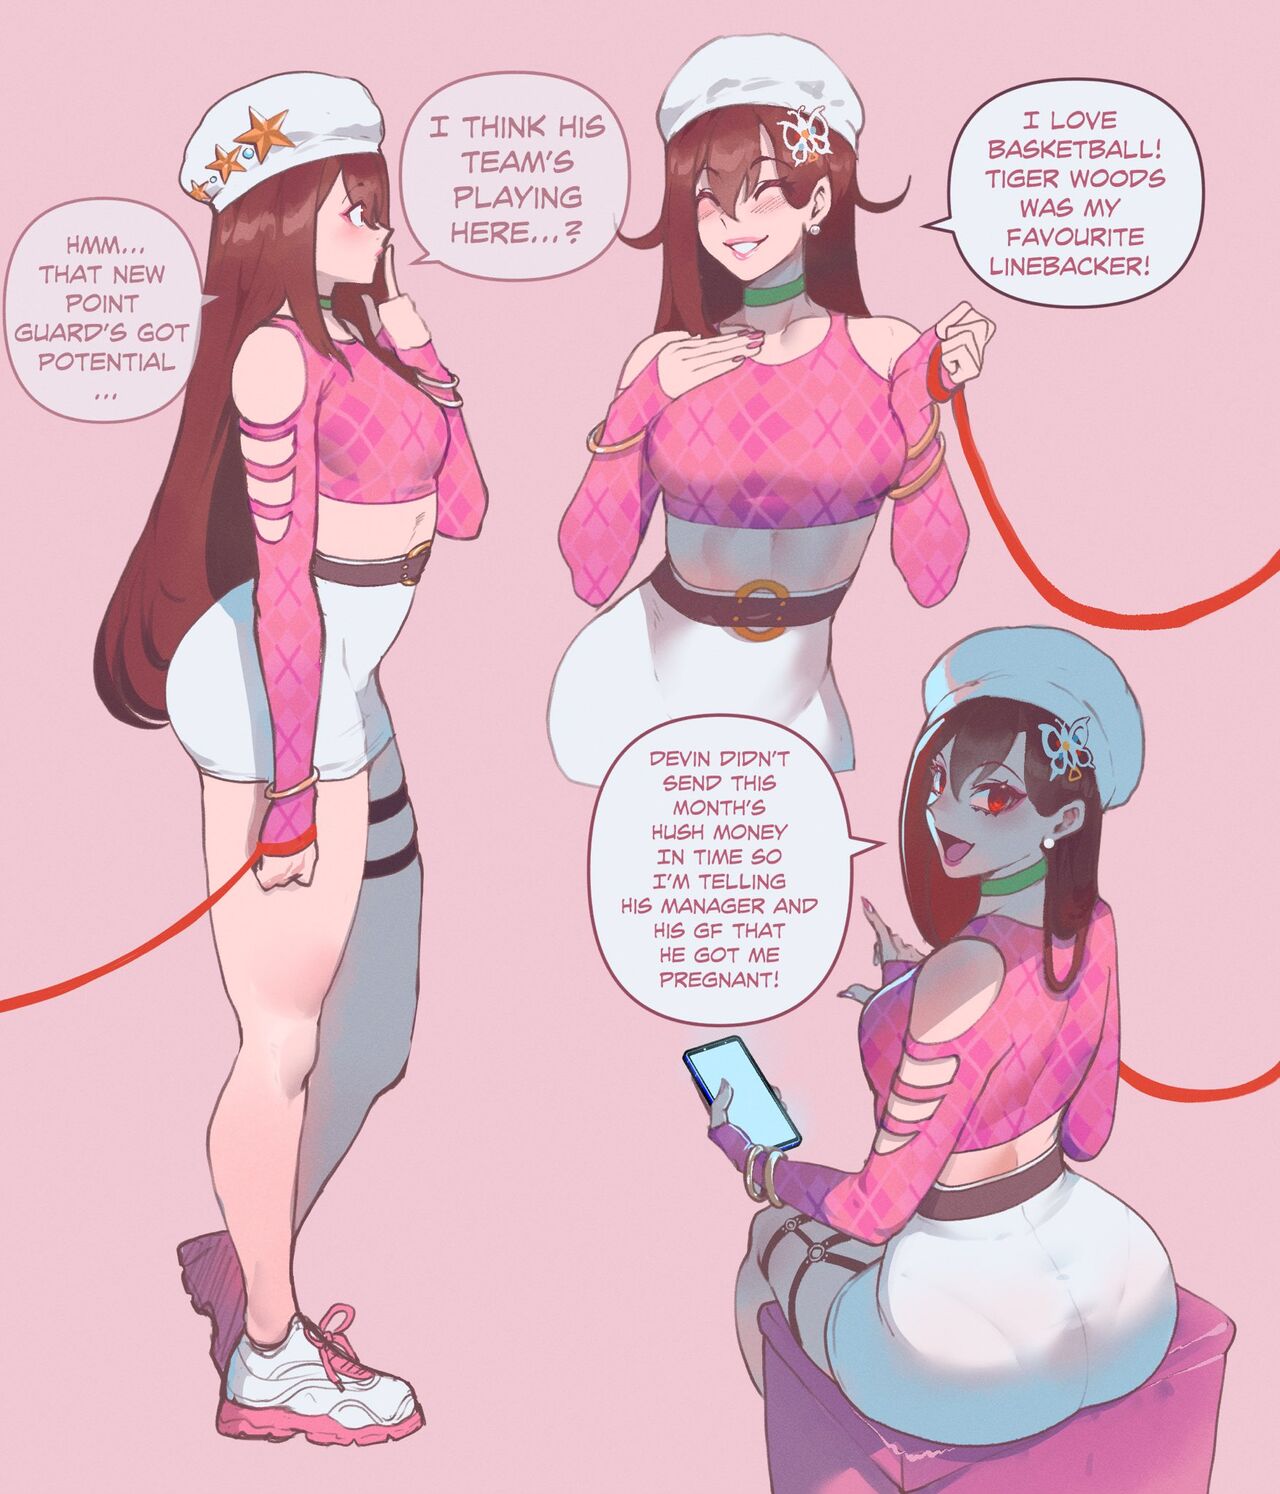 HMM...
THAT NEW
POINT
GUARD'S GOT
POTENTIAL
...
I THINK HIS
TEAM'S
PLAYING
HERE...?
I LOVE
BASKETBALL!
TIGER WOODS
WAS MY
FAVOURITE
LINEBACKER!
DEVIN DIDN'T
SEND THIS
MONTH'S
HUSH MONEY
IN TIME SO
I'M TELLING
HIS MANAGER AND
HIS GF THAT
HE GOT ME
PREGNANT!